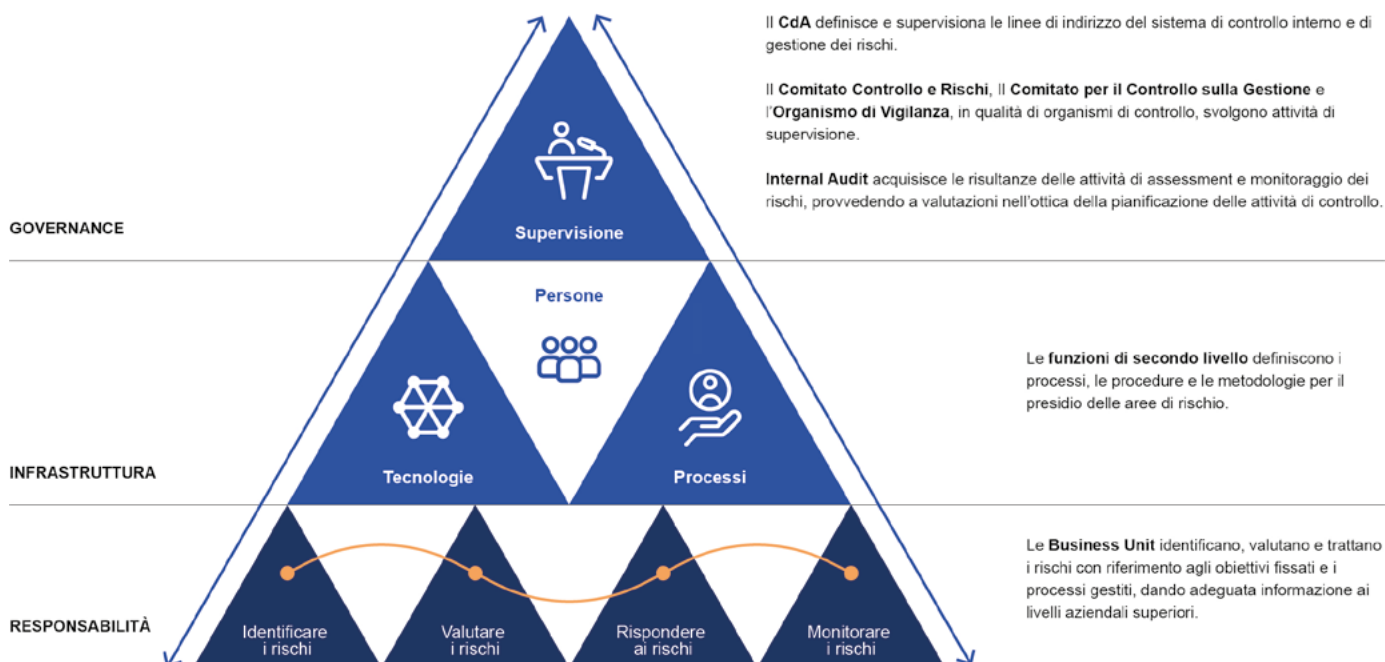 Il CdA definisce e supervisiona le linee di indirizzo del sistema di controllo interno e di
gestione dei rischi.
Il Comitato Controllo e Rischi, Il Comitato per il Controllo sulla Gestione e
l'Organismo di Vigilanza, in qualità di organismi di controllo, svolgono attività di
supervisione.
Internal Audit acquisisce le risultanze delle attività di assessment e monitoraggio dei
rischi, provvedendo a valutazioni nell'ottica della pianificazione delle attività di controllo.
GOVERNANCE
Supervisione
Persone
Le funzioni di secondo livello definiscono i
processi, le procedure e le metodologie per il
presidio delle aree di rischio.
INFRASTRUTTURA
Tecnologie
Processi
Le Business Unit identificano, valutano e trattano
i rischi con riferimento agli obiettivi fissati e i
processi gestiti, dando adeguata informazione ai
livelli aziendali superiori.
RESPONSABILITÀ
Identificare
i rischi
Valutare
i rischi
Rispondere
ai rischi
Monitorare
i rischi